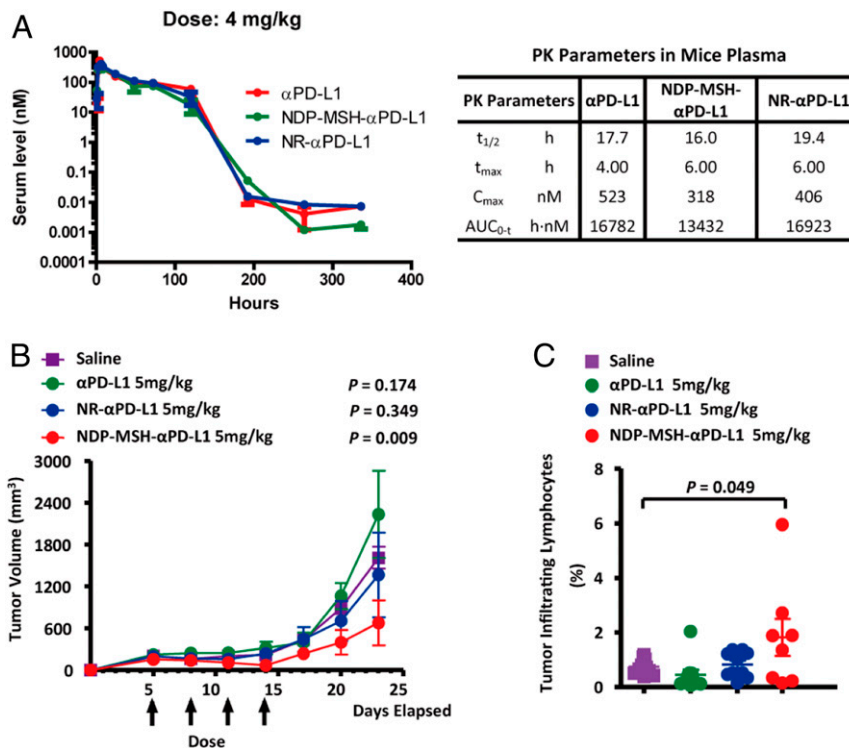 A
Dose: 4 mg/kg
Serum level (nM)
1000
100
10
1
0.1
0.01
0.001
0.0001
αPD-L1
NDP-MSH-αPD-L1
NR-αPD-L1
0 100 200 300 400
Hours
PK Parameters in Mice Plasma
PK Parameters αPD-L1 NDP-MSH-αPD-L1 NR-αPD-L1
t1/2 h 17.7 16.0 19.4
tmax h 4.00 6.00 6.00
Cmax nM 523 318 406
AUC0-t h·nM 16782 13432 16923
B
Saline
αPD-L1 5mg/kg P = 0.174
NR-αPD-L1 5mg/kg P = 0.349
NDP-MSH-αPD-L1 5mg/kg P = 0.009
Tumor Volume (mm³)
3000
2400
1800
1200
600
0
5 10 15 20 25
Days Elapsed
Dose
C
Saline
αPD-L1 5mg/kg
NR-αPD-L1 5mg/kg
NDP-MSH-αPD-L1 5mg/kg
Tumor Infiltrating Lymphocytes
(%)
8
6
4
2
0
P = 0.049